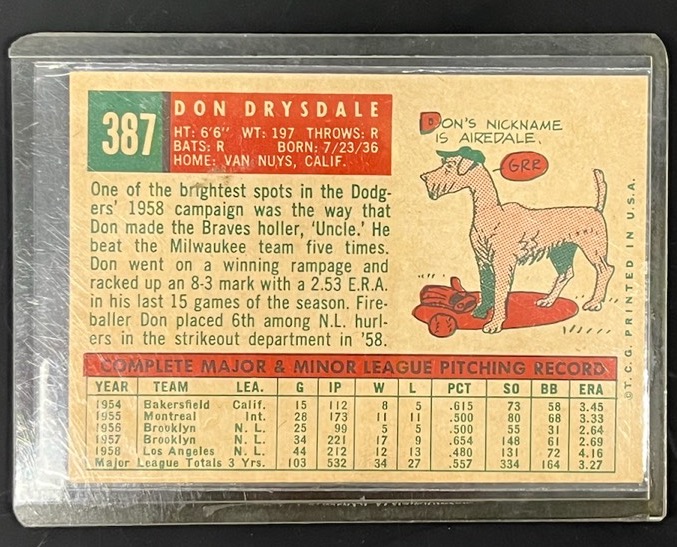 387
DON DRYSDALE
HT: 6'6" WT: 197 THROWS: R
BATS: R BORN: 7/23/36
HOME: VAN NUYS, CALIF.
DON'S NICKNAME
IS AIREDALE.
GRR
One of the brightest spots in the Dodg-
ers' 1958 campaign was the way that
Don made the Braves holler, 'Uncle.' He
beat the Milwaukee team five times.
Don went on a winning rampage and
racked up an 8-3 mark with a 2.53 E.R.A.
in his last 15 games of the season. Fire-
baller Don placed 6th among N.L. hurl-
ers in the strikeout department in '58.
©T.C.G. PRINTED IN U.S.A.
COMPLETE MAJOR & MINOR LEAGUE PITCHING RECORD
YEAR TEAM LEA. G IP W L PCT SO BB ERA
1954 Bakersfield Calif. 15 112 8 5 .615 73 58 3.45
1955 Montreal Int. 28 173 11 11 .500 80 68 3.33
1956 Brooklyn N. L. 25 99 5 5 .500 55 31 2.64
1957 Brooklyn N. L. 34 221 17 9 .654 148 61 2.69
1958 Los Angeles N. L. 44 212 12 13 .480 131 72 4.16
Major League Totals 3 Yrs. 103 532 34 27 .557 334 164 3.27